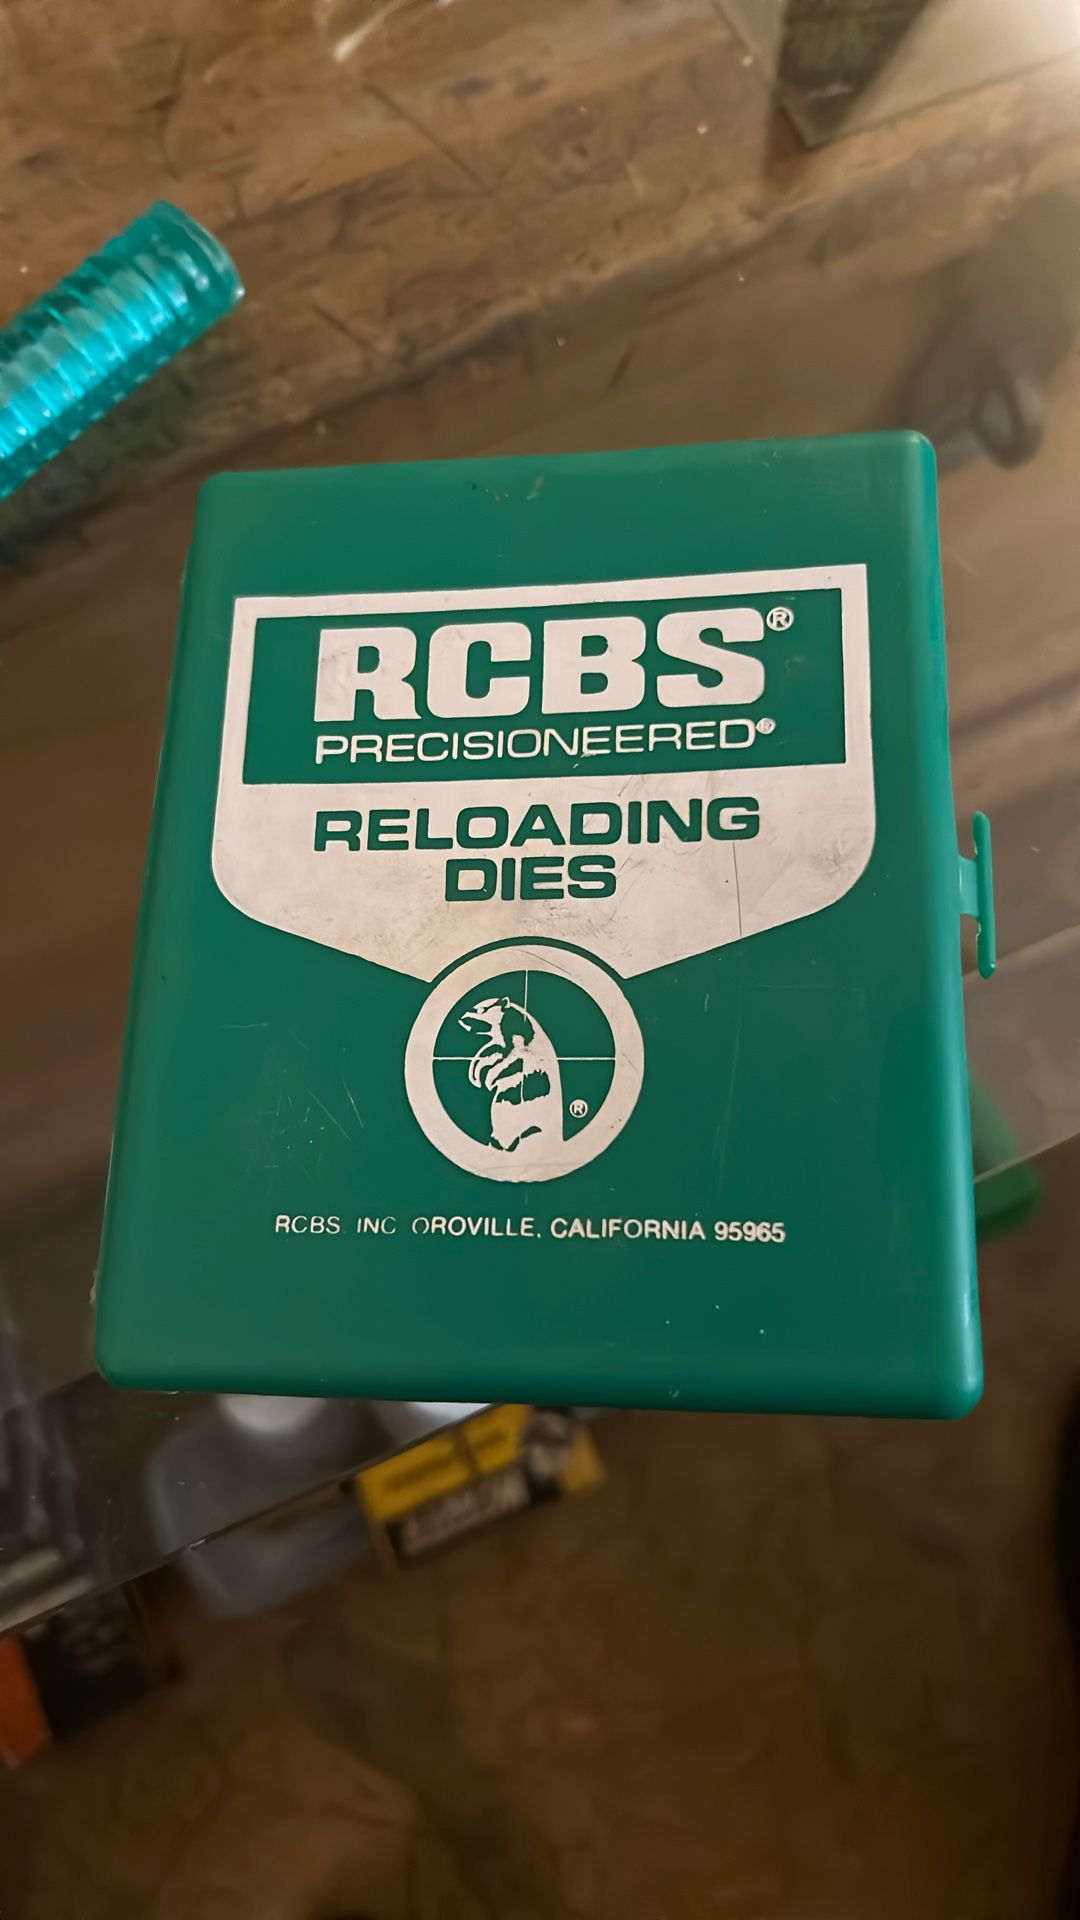 RCBS®
PRECISIONEERED®
RELOADING
DIES
®
RCBS. INC OROVILLE, CALIFORNIA 95965